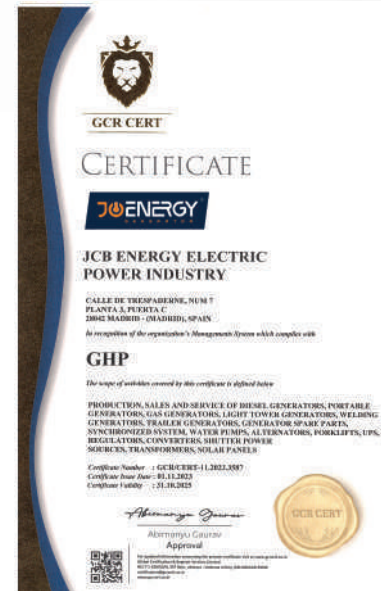 GCR CERT
CERTIFICATE
ENERGY
GENERATOR
JCB ENERGY ELECTRIC
POWER INDUSTRY
CALLE DE TRESPADERNE, NUM 7
PLANTA 3, PUERTA C
28042 MADRID - (MADRID), SPAIN
In recognition of the organization's Managements System which complies with
GHP
The scope of activities covered by this certificate is defined below
PRODUCTION, SALES AND SERVICE OF DIESEL GENERATORS, PORTABLE
GENERATORS, GAS GENERATORS, LIGHT TOWER GENERATORS, WELDING
GENERATORS, TRAILER GENERATORS, GENERATOR SPARE PARTS,
SYNCHRONIZED SYSTEM, WATER PUMPS, ALTERNATORS, FORKLIFTS, UPS,
REGULATORS, CONVERTERS, SHUTTER POWER
SOURCES, TRANSFORMERS, SOLAR PANELS
Certificate Number : GCR/CERT-11.2023.3587
Certificate Issue Date : 01.11.2023
Certificate Validity : 31.10.2025
Abimanyu Gaurav
Abimanyu Gaurav
Approval
GCR CERT